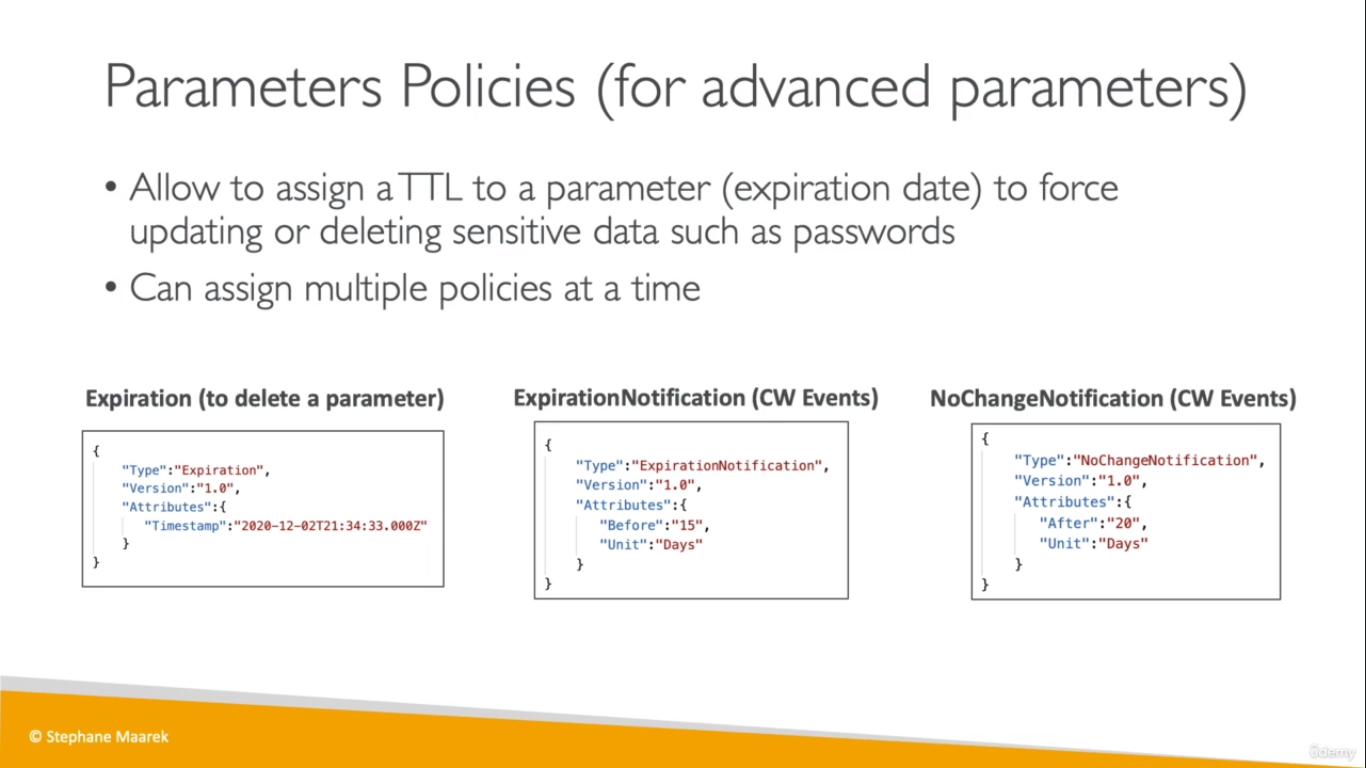 Parameters Policies (for advanced parameters)
• Allow to assign a TTL to a parameter (expiration date) to force
updating or deleting sensitive data such as passwords
• Can assign multiple policies at a time
Expiration (to delete a parameter)
{
"Type":"Expiration",
"Version":"1.0",
"Attributes":{
"Timestamp":"2020-12-02T21:34:33.000Z"
}
}
ExpirationNotification (CW Events)
{
"Type":"ExpirationNotification",
"Version":"1.0",
"Attributes":{
"Before":"15",
"Unit":"Days"
}
}
NoChangeNotification (CW Events)
{
"Type":"NoChangeNotification",
"Version":"1.0",
"Attributes":{
"After":"20",
"Unit":"Days"
}
}
© Stephane Maarek
ûdemy